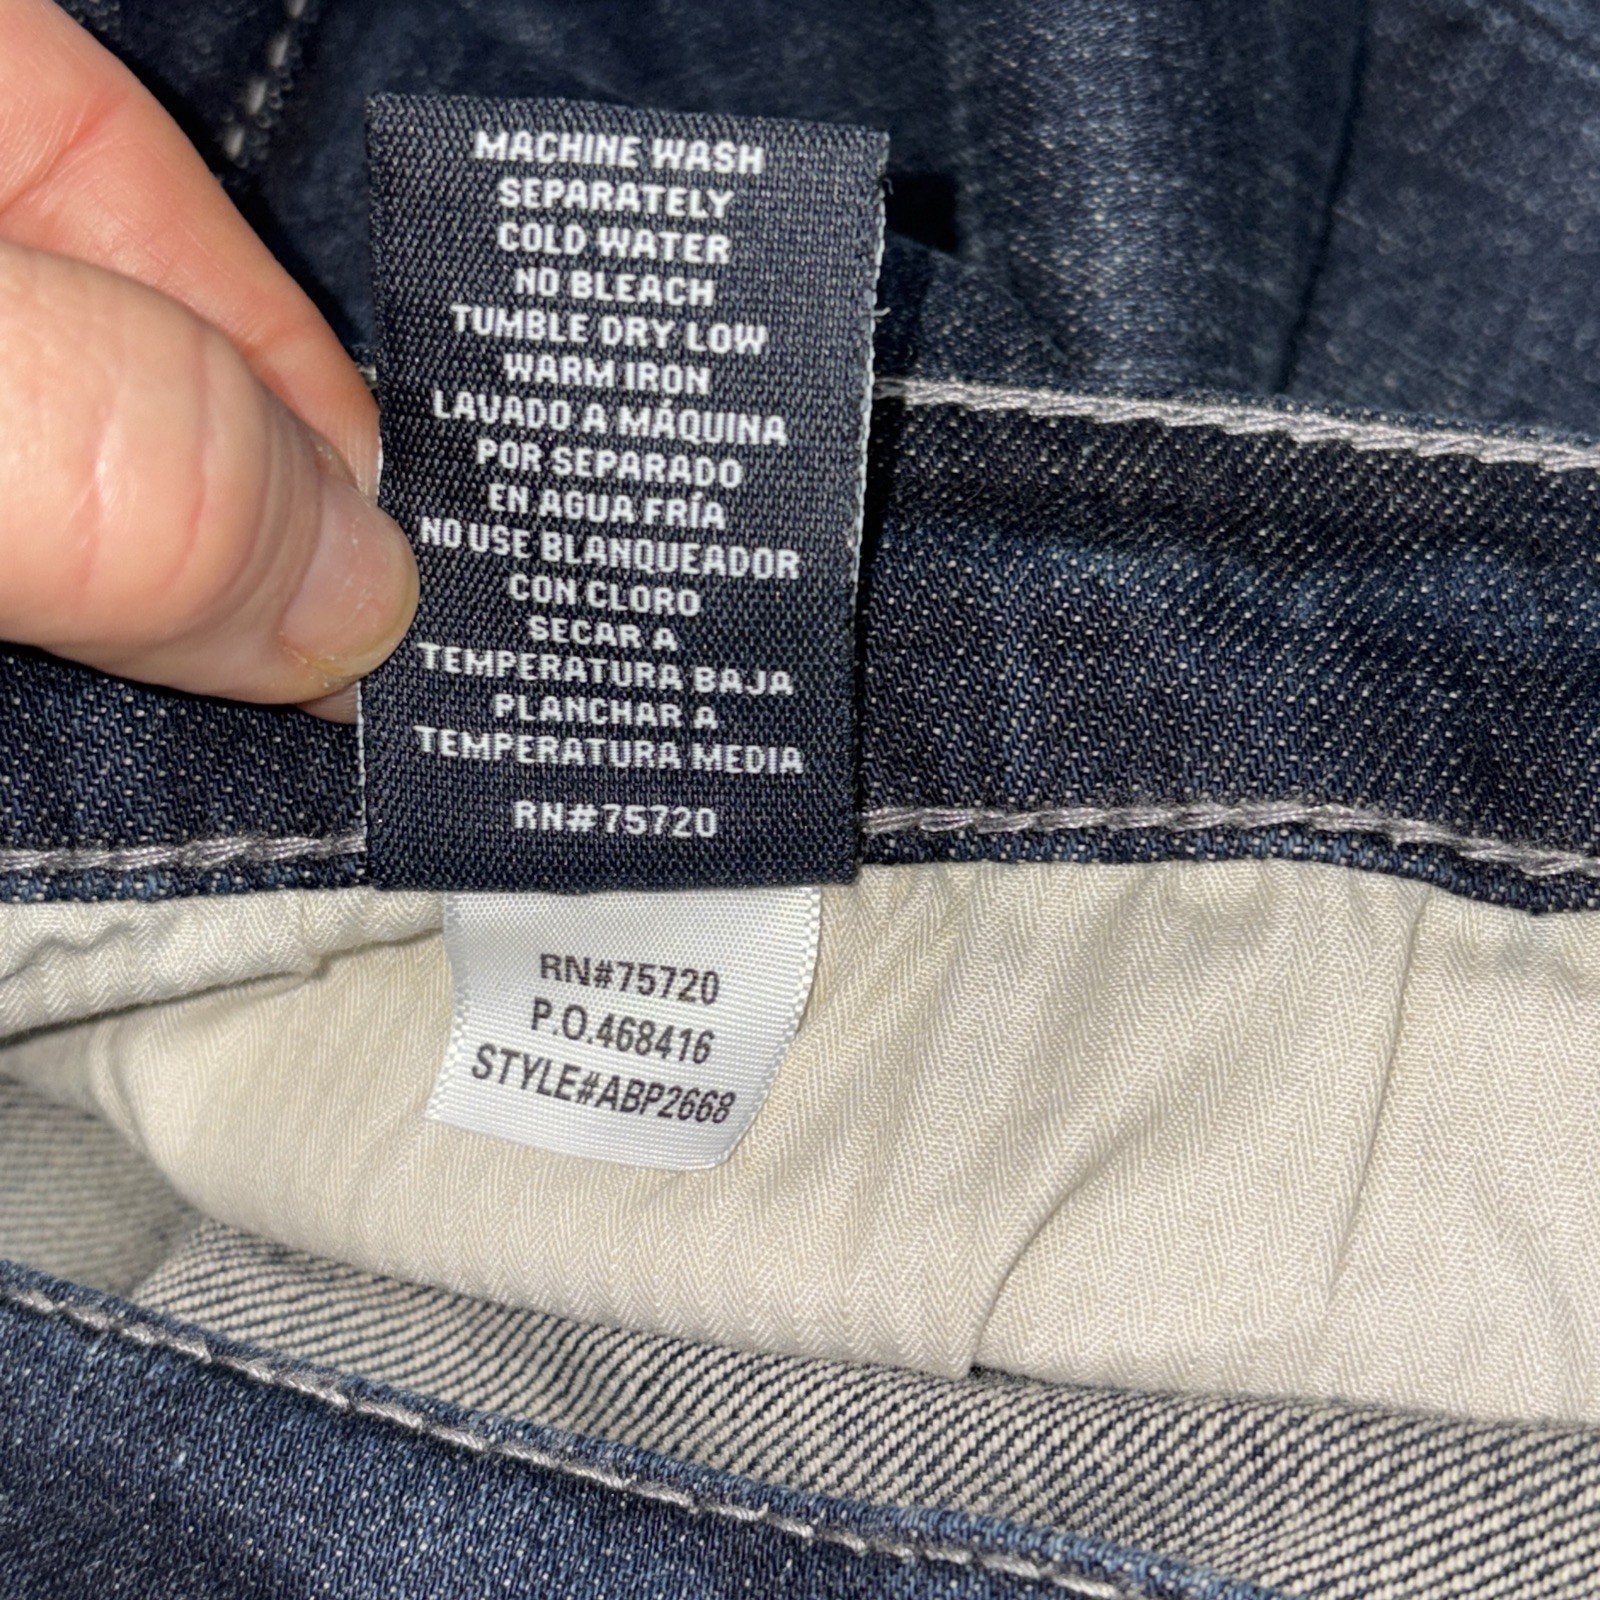 MACHINE WASH
SEPARATELY
COLD WATER
NO BLEACH
TUMBLE DRY LOW
WARM IRON
LAVADO A MÁQUINA
POR SEPARADO
EN AGUA FRÍA
NO USE BLANQUEADOR
CON CLORO
SECAR A
TEMPERATURA BAJA
PLANCHAR A
TEMPERATURA MEDIA
RN#75720
RN#75720
P.O.468416
STYLE#ABP2668